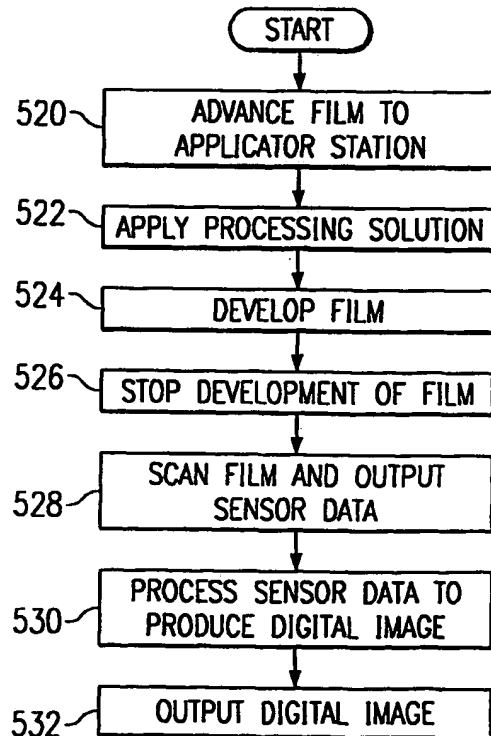 START
520
ADVANCE FILM TO
APPLICATOR STATION
522
APPLY PROCESSING SOLUTION
524
DEVELOP FILM
526
STOP DEVELOPMENT OF FILM
528
SCAN FILM AND OUTPUT
SENSOR DATA
530
PROCESS SENSOR DATA TO
PRODUCE DIGITAL IMAGE
532
OUTPUT DIGITAL IMAGE